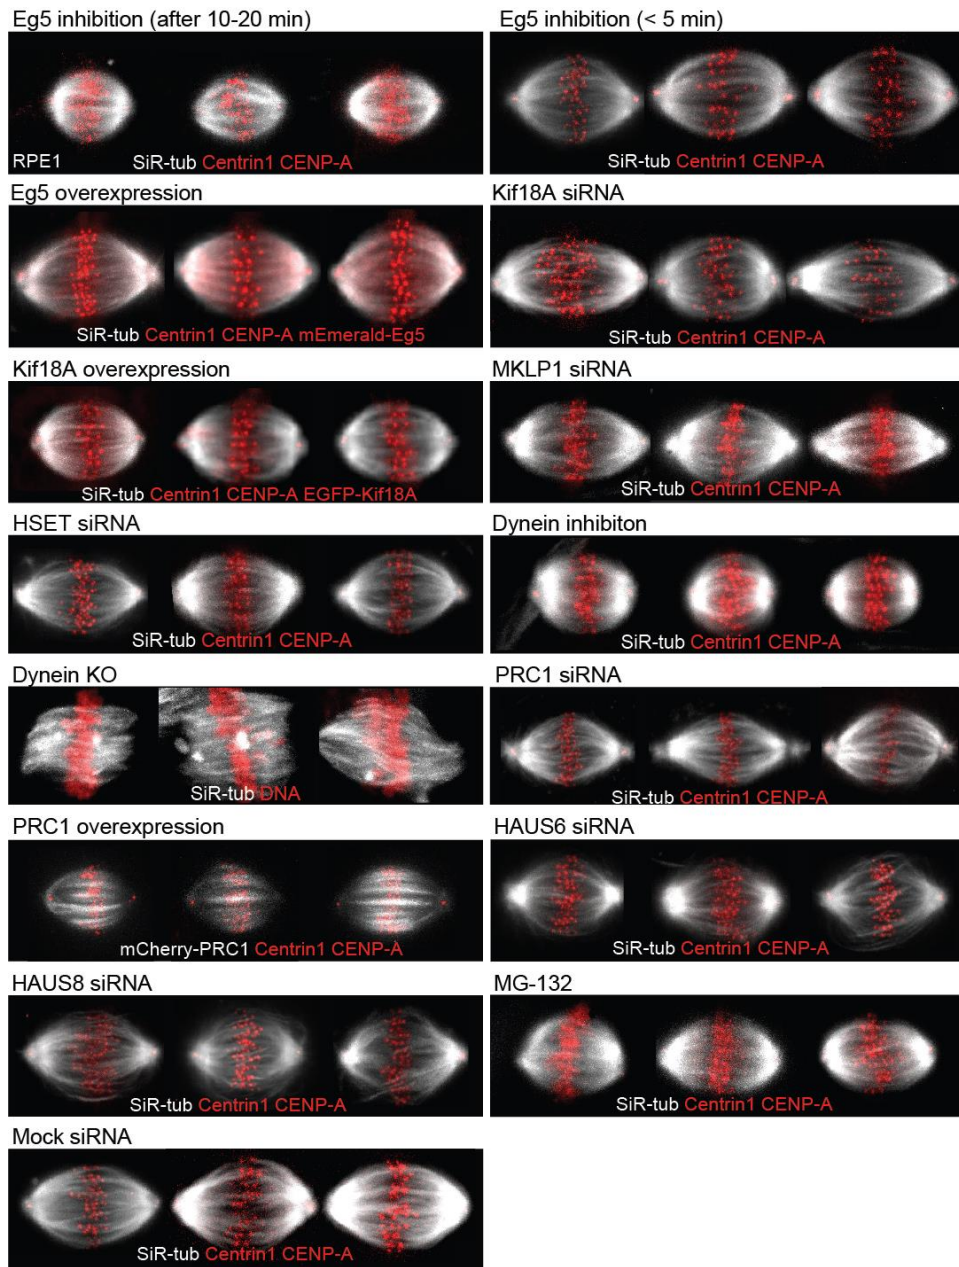 Eg5 inhibition (after 10-20 min)
Eg5 inhibition (< 5 min)
RPE1
SiR-tub Centrin1 CENP-A
SiR-tub Centrin1 CENP-A
Eg5 overexpression
Kif18A siRNA
SiR-tub Centrin1 CENP-A mEmerald-Eg5
SiR-tub Centrin1 CENP-A
Kif18A overexpression
MKLP1 siRNA
SiR-tub Centrin1 CENP-A EGFP-Kif18A
SiR-tub Centrin1 CENP-A
HSET siRNA
Dynein inhibiton
SiR-tub Centrin1 CENP-A
SiR-tub Centrin1 CENP-A
Dynein KO
PRC1 siRNA
SiR-tub DNA
SiR-tub Centrin1 CENP-A
PRC1 overexpression
HAUS6 siRNA
mCherry-PRC1 Centrin1 CENP-A
SiR-tub Centrin1 CENP-A
HAUS8 siRNA
MG-132
SiR-tub Centrin1 CENP-A
SiR-tub Centrin1 CENP-A
Mock siRNA
SiR-tub Centrin1 CENP-A